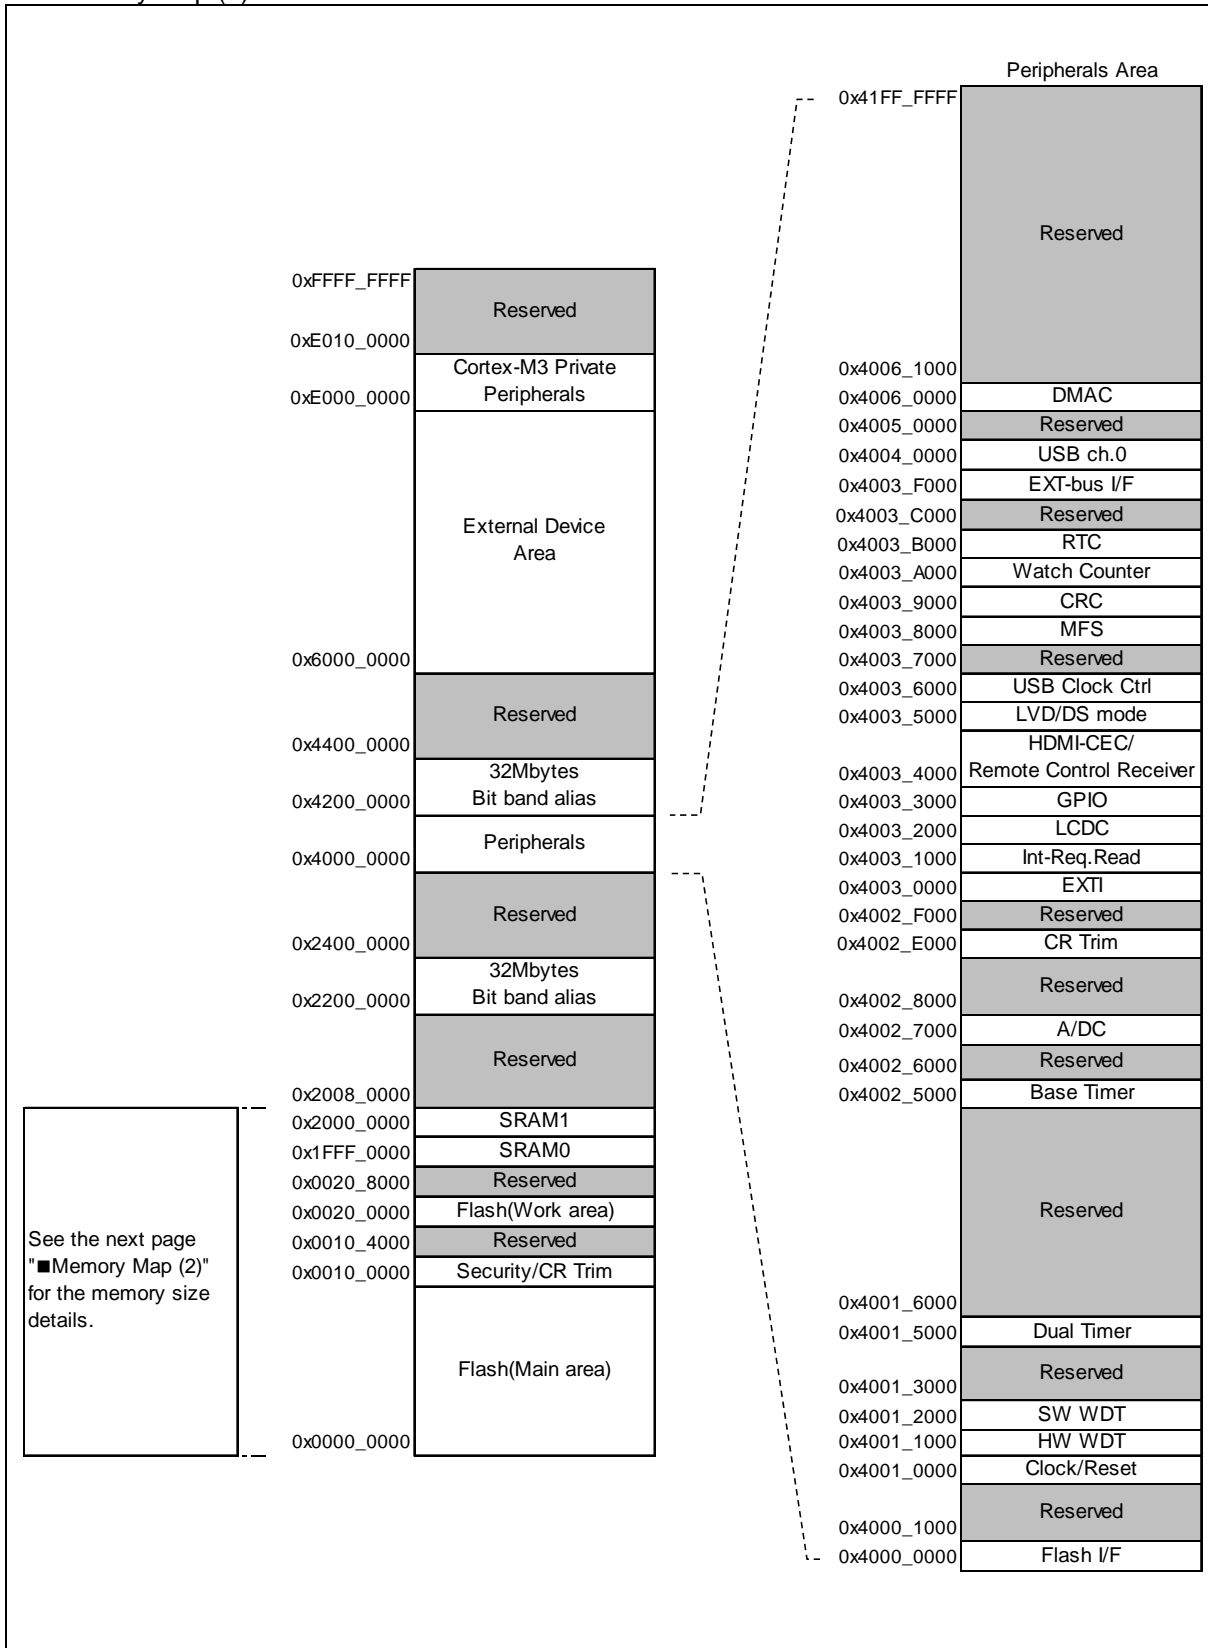 Peripherals Area
0x41FF_FFFF
Reserved
0x4006_1000
0x4006_0000 DMAC
0x4005_0000 Reserved
0x4004_0000 USB ch.0
0x4003_F000 EXT-bus I/F
0x4003_C000 Reserved
0x4003_B000 RTC
0x4003_A000 Watch Counter
0x4003_9000 CRC
0x4003_8000 MFS
0x4003_7000 Reserved
0x4003_6000 USB Clock Ctrl
0x4003_5000 LVD/DS mode
HDMI-CEC/
0x4003_4000 Remote Control Receiver
0x4003_3000 GPIO
0x4003_2000 LCDC
0x4003_1000 Int-Req.Read
0x4003_0000 EXTI
0x4002_F000 Reserved
0x4002_E000 CR Trim
Reserved
0x4002_8000
0x4002_7000 A/DC
0x4002_6000 Reserved
0x4002_5000 Base Timer
Reserved
0x4001_6000
0x4001_5000 Dual Timer
Reserved
0x4001_3000
0x4001_2000 SW WDT
0x4001_1000 HW WDT
0x4001_0000 Clock/Reset
Reserved
0x4000_1000
0x4000_0000 Flash I/F
0xFFFF_FFFF
Reserved
0xE010_0000
Cortex-M3 Private
0xE000_0000 Peripherals
External Device
Area
0x6000_0000
Reserved
0x4400_0000
32Mbytes
0x4200_0000 Bit band alias
Peripherals
0x4000_0000
Reserved
0x2400_0000
32Mbytes
0x2200_0000 Bit band alias
Reserved
0x2008_0000
0x2000_0000 SRAM1
0x1FFF_0000 SRAM0
0x0020_8000 Reserved
0x0020_0000 Flash(Work area)
0x0010_4000 Reserved
0x0010_0000 Security/CR Trim
Flash(Main area)
0x0000_0000
See the next page
"■Memory Map (2)"
for the memory size
details.